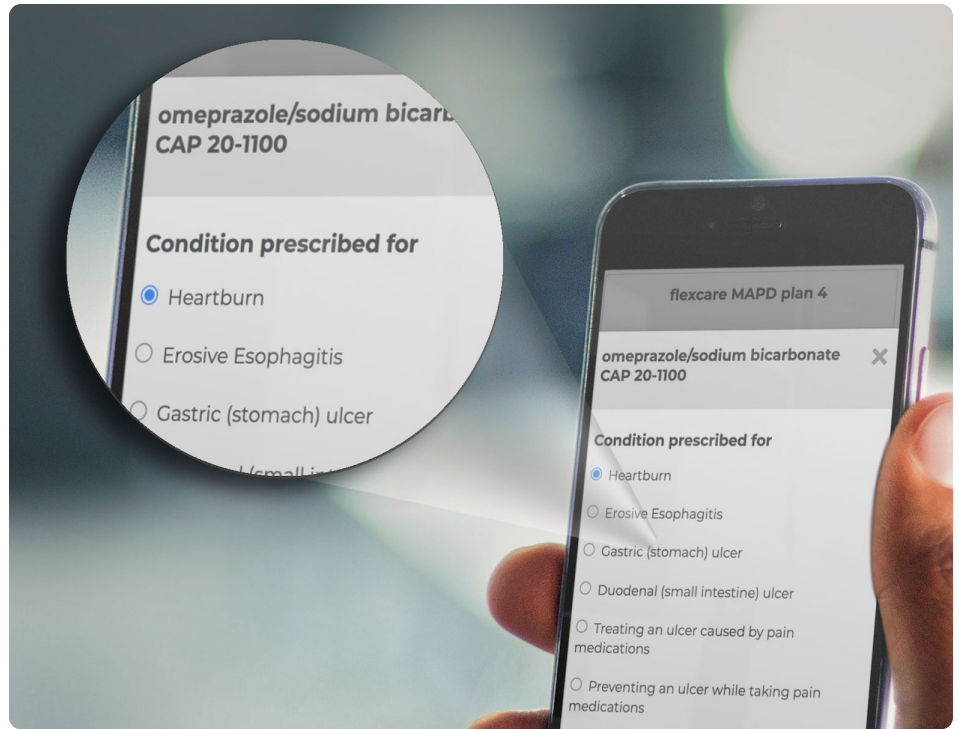 omeprazole/sodium bicarb
CAP 20-1100
Condition prescribed for
Heartburn
Erosive Esophagitis
Gastric (stomach) ulcer
flexcare MAPD plan 4
omeprazole/sodium bicarbonate
CAP 20-1100
Condition prescribed for
Heartburn
Erosive Esophagitis
Gastric (stomach) ulcer
Duodenal (small intestine) ulcer
Treating an ulcer caused by pain
medications
Preventing an ulcer while taking pain
medications